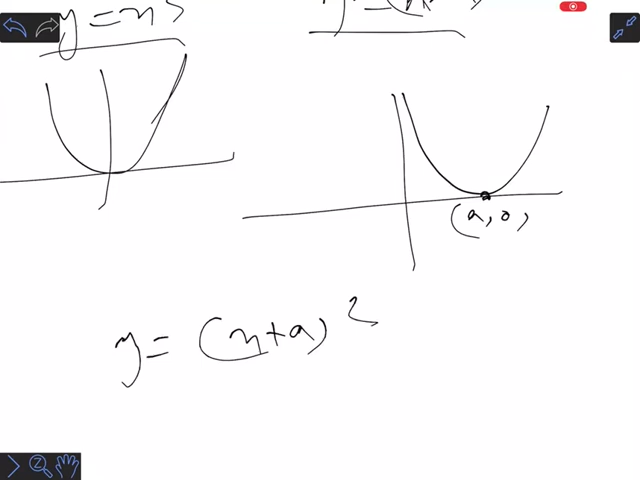 y=x²
(a,0)
y=(x+a)²